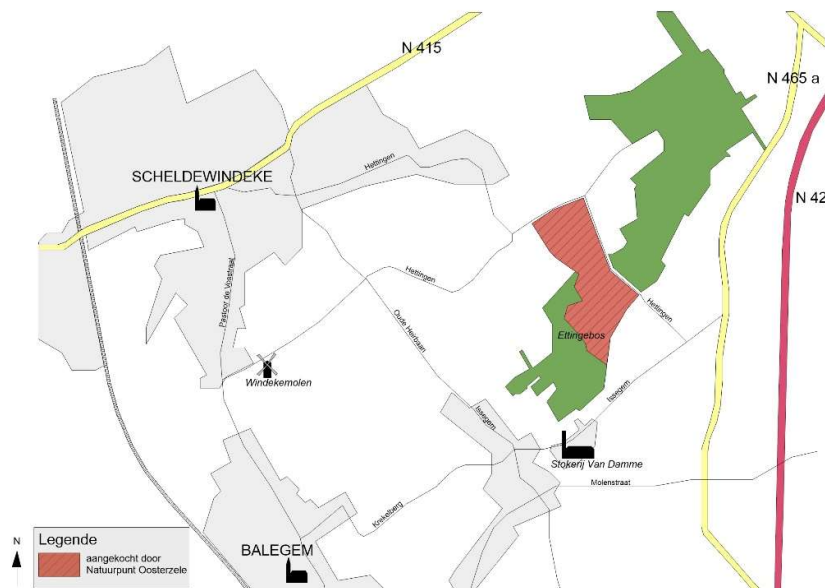 N 415
N 465 a
N 42
SCHELDEWINDEKE
Hettingen
Pastoor de Vosstraat
Hettingen
Oude Heirbaan
Hettingen
Ettingebos
Windekemolen
Issegem
Issegem
Stokerij Van Damme
Molenstraat
Krekelberg
BALEGEM
N
Legende
aangekocht door
Natuurpunt Oosterzele